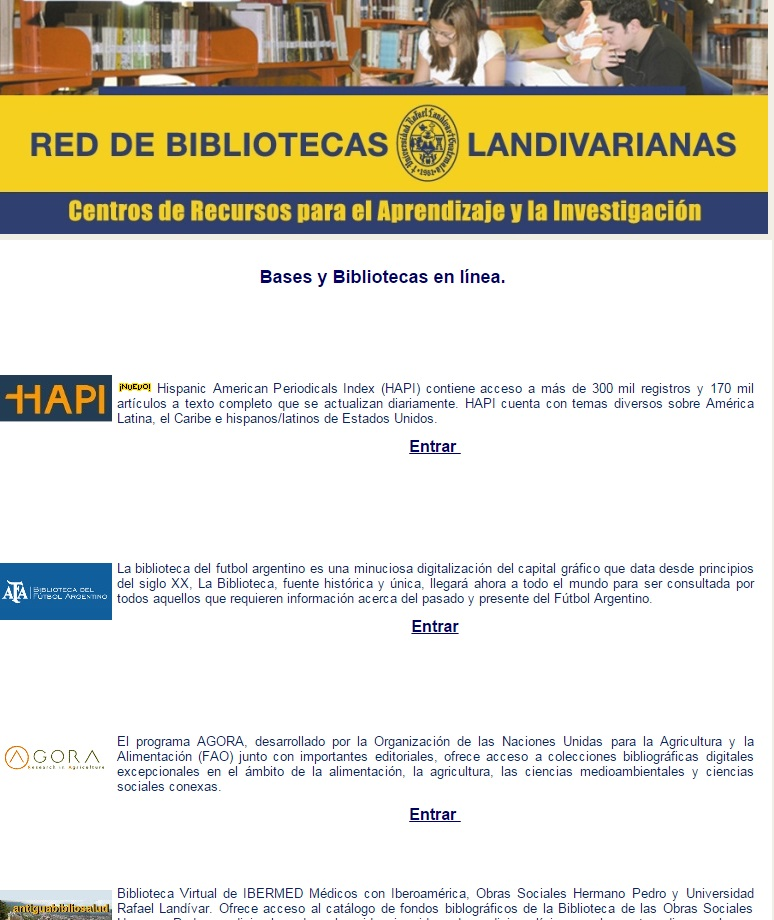 RED DE BIBLIOTECAS LANDIVARIANAS
Centros de Recursos para el Aprendizaje y la Investigación
Bases y Bibliotecas en línea.
HAPI
¡NUEVO! Hispanic American Periodicals Index (HAPI) contiene acceso a más de 300 mil registros y 170 mil
artículos a texto completo que se actualizan diariamente. HAPI cuenta con temas diversos sobre América
Latina, el Caribe e hispanos/latinos de Estados Unidos.
Entrar
AFA
BIBLIOTECA DEL
FÚTBOL ARGENTINO
La biblioteca del futbol argentino es una minuciosa digitalización del capital gráfico que data desde principios
del siglo XX, La Biblioteca, fuente histórica y única, llegará ahora a todo el mundo para ser consultada por
todos aquellos que requieren información acerca del pasado y presente del Fútbol Argentino.
Entrar
AGORA
Research in Agriculture
El programa AGORA, desarrollado por la Organización de las Naciones Unidas para la Agricultura y la
Alimentación (FAO) junto con importantes editoriales, ofrece acceso a colecciones bibliográficas digitales
excepcionales en el ámbito de la alimentación, la agricultura, las ciencias medioambientales y ciencias
sociales conexas.
Entrar
antiguabibliosalud
Biblioteca Virtual de IBERMED Médicos con Iberoamérica, Obras Sociales Hermano Pedro y Universidad
Rafael Landívar. Ofrece acceso al catálogo de fondos biblográficos de la Biblioteca de las Obras Sociales